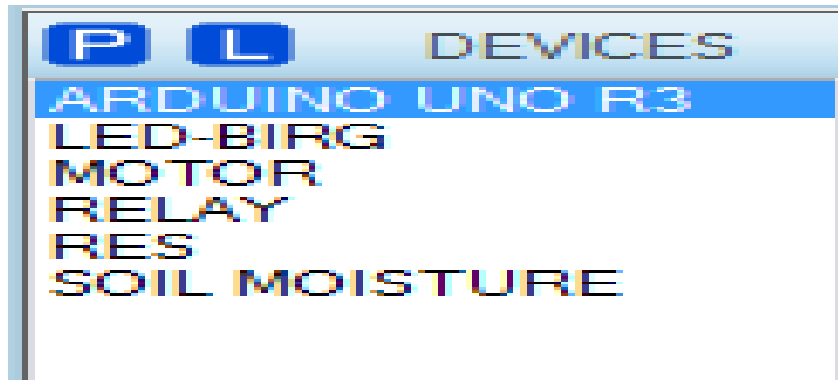 P L DEVICES
ARDUINO UNO R3
LED-BIRG
MOTOR
RELAY
RES
SOIL MOISTURE